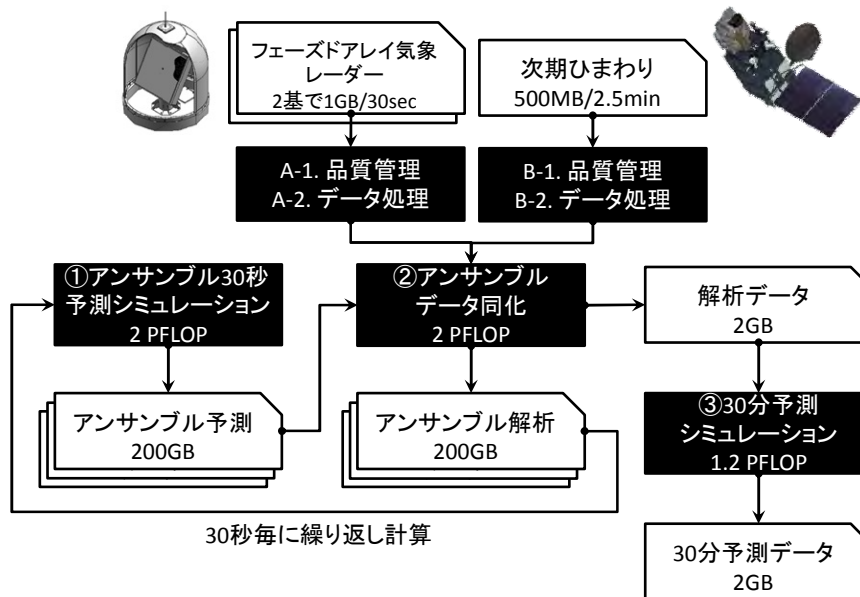 フェーズドアレイ気象
レーダー
2基で1GB/30sec
次期ひまわり
500MB/2.5min
A-1. 品質管理
A-2. データ処理
B-1. 品質管理
B-2. データ処理
①アンサンブル30秒
予測シミュレーション
2 PFLOP
②アンサンブル
データ同化
2 PFLOP
解析データ
2GB
アンサンブル予測
200GB
アンサンブル解析
200GB
③30分予測
シミュレーション
1.2 PFLOP
30秒毎に繰り返し計算
30分予測データ
2GB